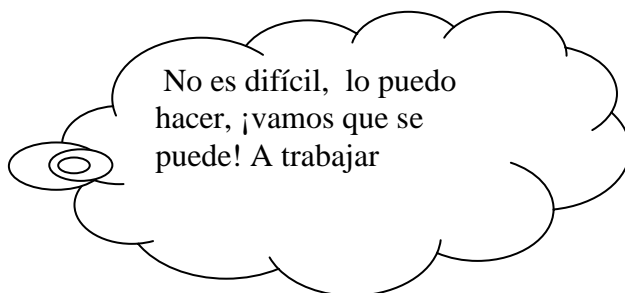 No es difícil, lo puedo
hacer, ¡vamos que se
puede! A trabajar